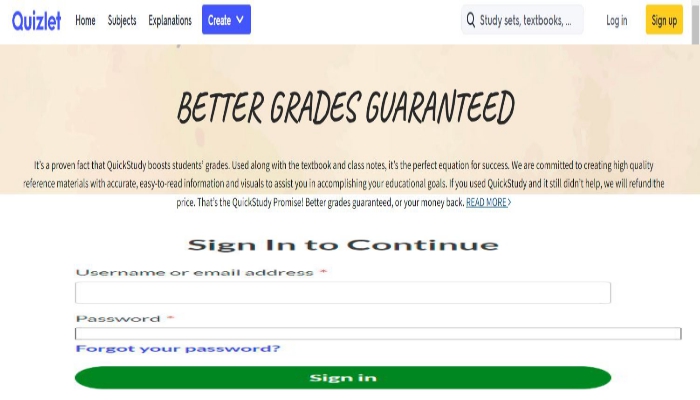 Quizlet Home Subjects Explanations Create Study sets, textbooks, ... Log in Sign up
BETTER GRADES GUARANTEED
It's a proven fact that QuickStudy boosts students' grades. Used along with the textbook and class notes, it's the perfect equation for success. We are committed to creating high quality
reference materials with accurate, easy-to-read information and visuals to assist you in accomplishing your educational goals. If you used QuickStudy and it still didn't help, we will refund the
price. That's the QuickStudy Promise! Better grades guaranteed, or your money back. READ MORE>
Sign In to Continue
Username or email address *
Password *
Forgot your password?
Sign in